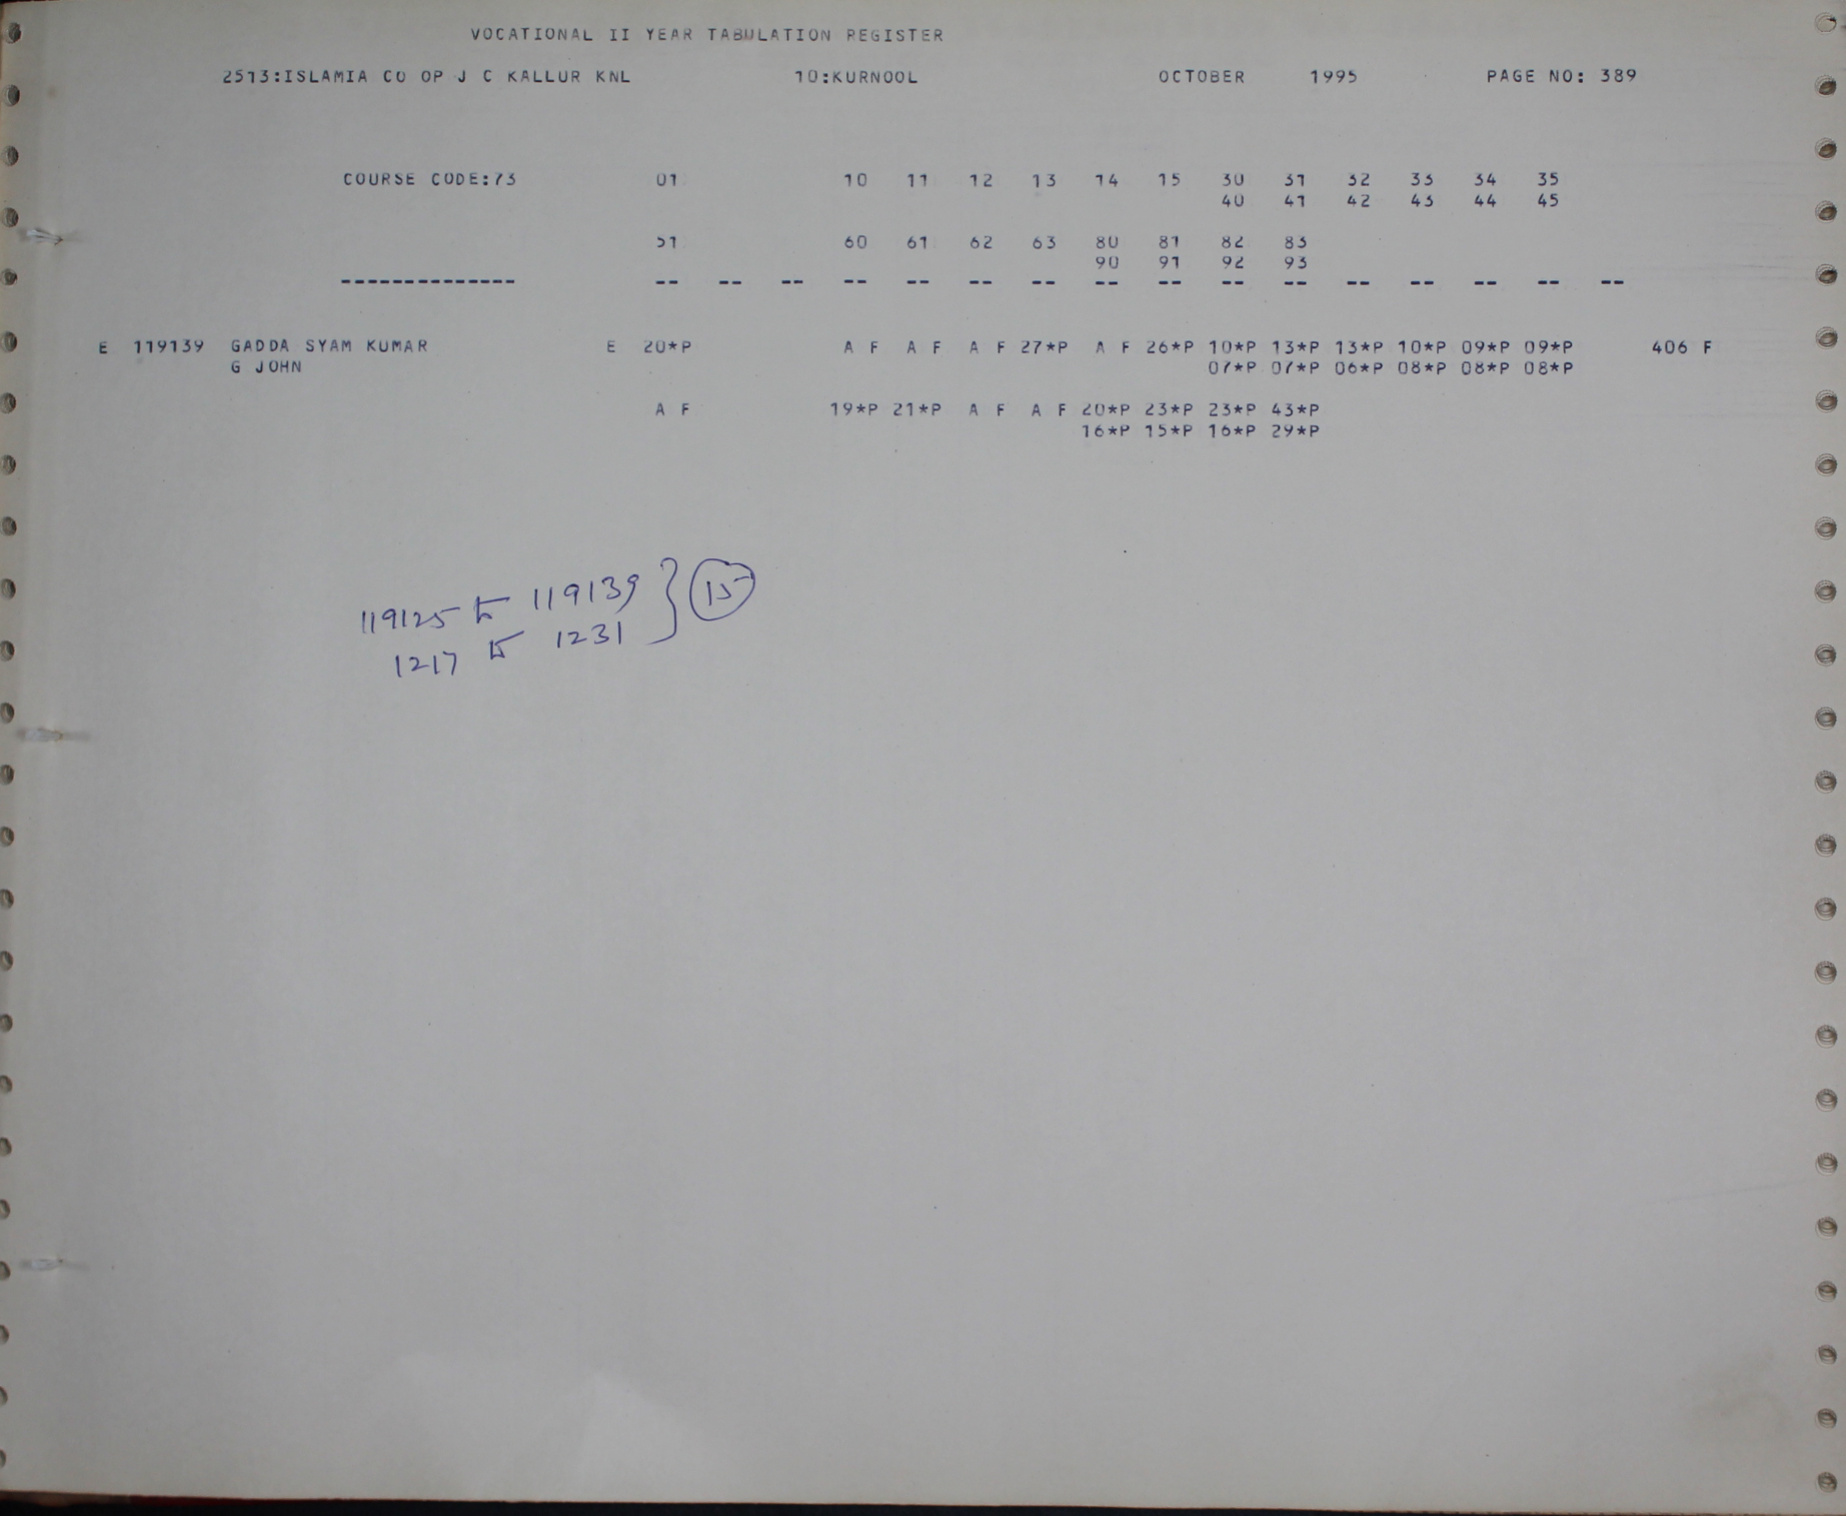 VOCATIONAL II YEAR TABULATION REGISTER
2513:ISLAMIA CO OP J C KALLUR KNL 10:KURNOOL OCTOBER 1995 PAGE NO: 389
COURSE CODE:73 01 10 11 12 13 14 15 30 31 32 33 34 35
40 41 42 43 44 45
51 60 61 62 63 80 81 82 83
90 91 92 93
-------------- -- -- -- -- -- -- -- -- -- -- -- -- -- -- -- --
E 119139 GADDA SYAM KUMAR E 20*P A F A F A F 27*P A F 26*P 10*P 13*P 13*P 10*P 09*P 09*P 406 F
G JOHN 07*P 07*P 06*P 08*P 08*P 08*P
A F 19*P 21*P A F A F 20*P 23*P 23*P 43*P
16*P 15*P 16*P 29*P
119125 to 119139 } 15
1217 to 1231